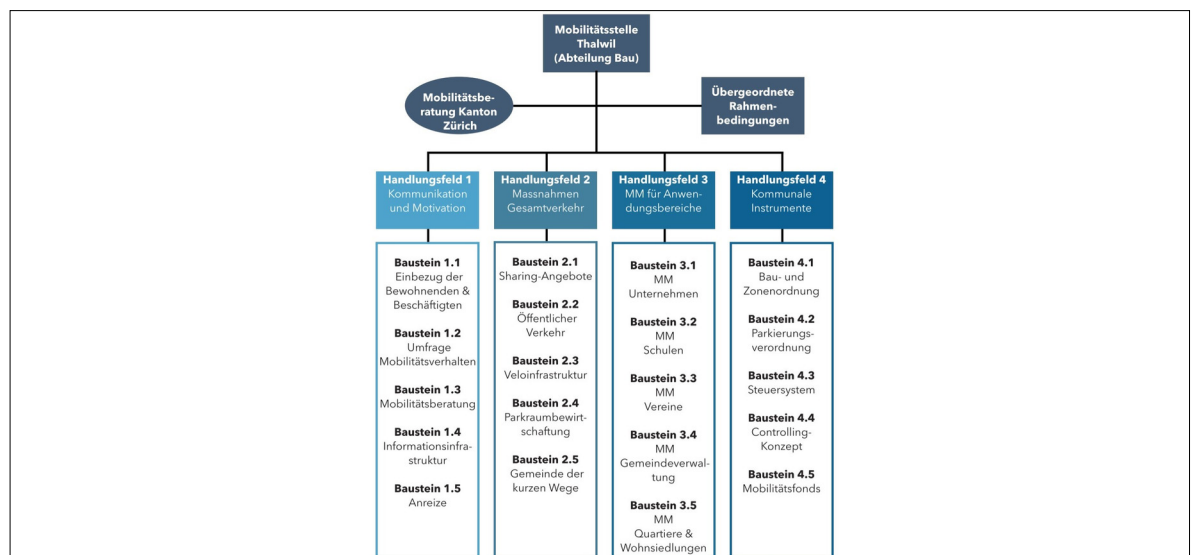 Mobilitätsstelle
Thalwil
(Abteilung Bau)
Mobilitätsbe-
ratung Kanton
Zürich
Übergeordnete
Rahmen-
bedingungen
Handlungsfeld 1
Kommunikation
und Motivation
Handlungsfeld 2
Massnahmen
Gesamtverkehr
Handlungsfeld 3
MM für Anwen-
dungsbereiche
Handlungsfeld 4
Kommunale
Instrumente
Baustein 1.1
Einbezug der
Bewohnenden &
Beschäftigten
Baustein 1.2
Umfrage
Mobilitätsverhalten
Baustein 1.3
Mobilitätsberatung
Baustein 1.4
Informationsinfra-
struktur
Baustein 1.5
Anreize
Baustein 2.1
Sharing-Angebote
Baustein 2.2
Öffentlicher
Verkehr
Baustein 2.3
Veloinfrastruktur
Baustein 2.4
Parkraumbewirt-
schaftung
Baustein 2.5
Gemeinde der
kurzen Wege
Baustein 3.1
MM
Unternehmen
Baustein 3.2
MM
Schulen
Baustein 3.3
MM
Vereine
Baustein 3.4
MM
Gemeindeverwal-
tung
Baustein 3.5
MM
Quartiere &
Wohnsiedlungen
Baustein 4.1
Bau- und
Zonenordnung
Baustein 4.2
Parkierungs-
verordnung
Baustein 4.3
Steuersystem
Baustein 4.4
Controlling-
Konzept
Baustein 4.5
Mobilitätsfonds